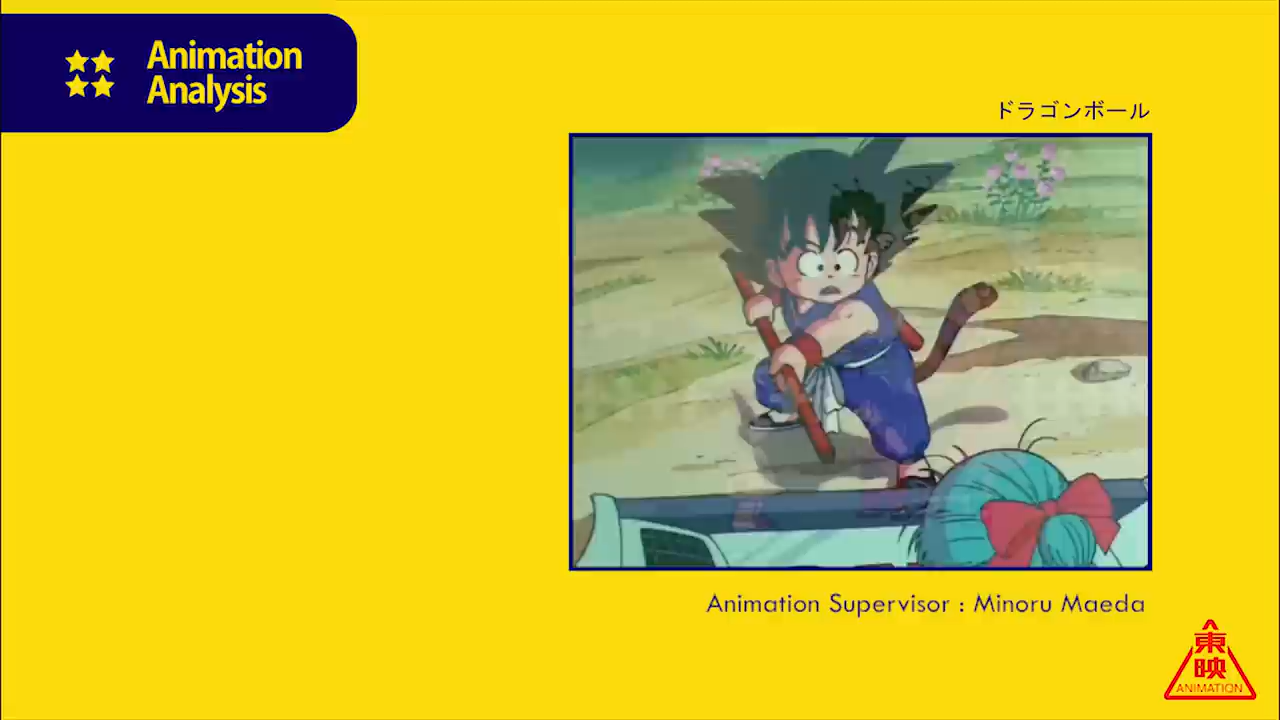 Animation
Analysis
ドラゴンボール
Animation Supervisor : Minoru Maeda
東
映
ANIMATION